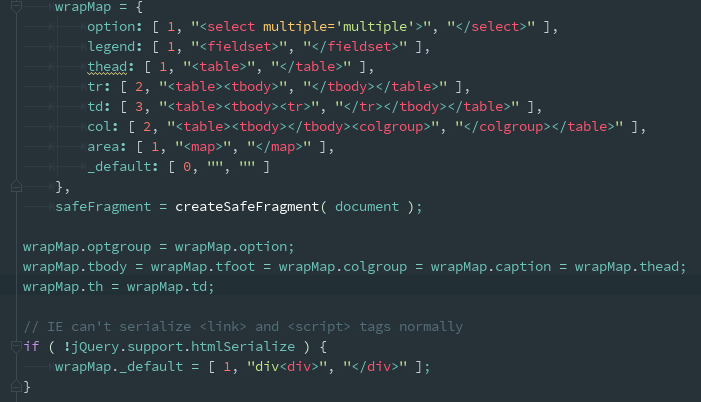 wrapMap = {
option: [ 1, "<select multiple='multiple'>", "</select>" ],
legend: [ 1, "<fieldset>", "</fieldset>" ],
thead: [ 1, "<table>", "</table>" ],
tr: [ 2, "<table><tbody>", "</tbody></table>" ],
td: [ 3, "<table><tbody><tr>", "</tr></tbody></table>" ],
col: [ 2, "<table><tbody></tbody><colgroup>", "</colgroup></table>" ],
area: [ 1, "<map>", "</map>" ],
_default: [ 0, "", "" ]
},
safeFragment = createSafeFragment( document );
wrapMap.optgroup = wrapMap.option;
wrapMap.tbody = wrapMap.tfoot = wrapMap.colgroup = wrapMap.caption = wrapMap.thead;
wrapMap.th = wrapMap.td;
// IE can't serialize <link> and <script> tags normally
if ( !jQuery.support.htmlSerialize ) {
wrapMap._default = [ 1, "div<div>", "</div>" ];
}